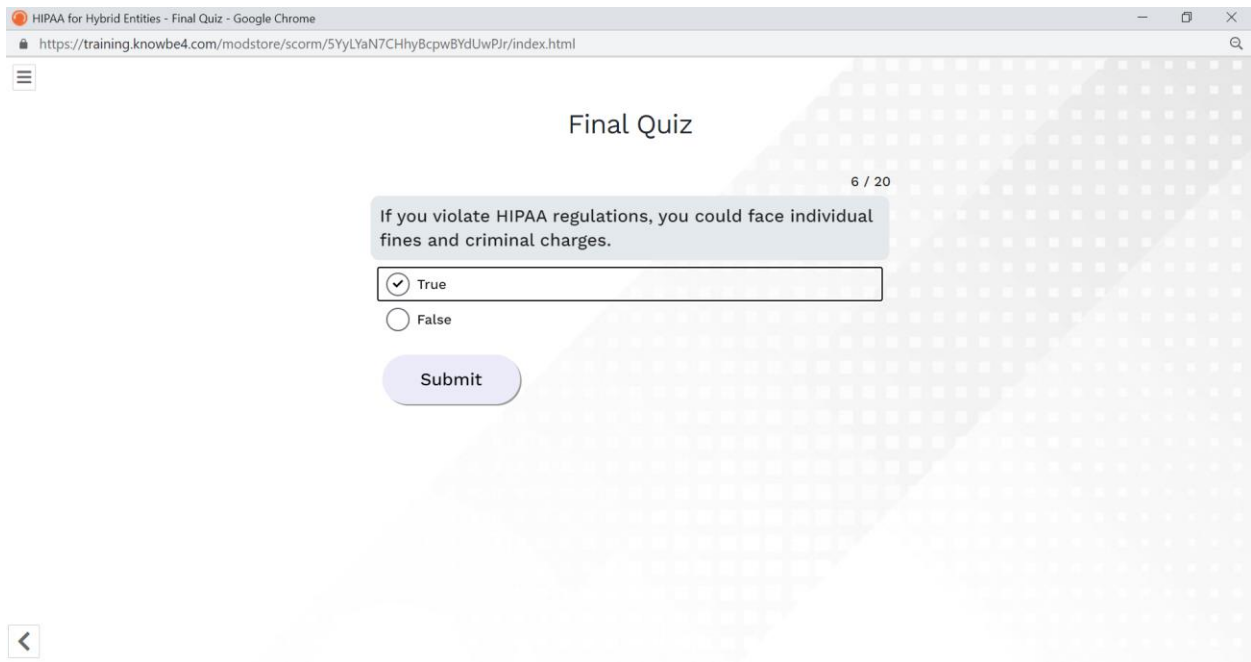 HIPAA for Hybrid Entities - Final Quiz - Google Chrome
https://training.knowbe4.com/modstore/scorm/5YyLYaN7CHhyBcpwBYdUwPJr/index.html
Final Quiz
6 / 20
If you violate HIPAA regulations, you could face individual
fines and criminal charges.
True
False
Submit